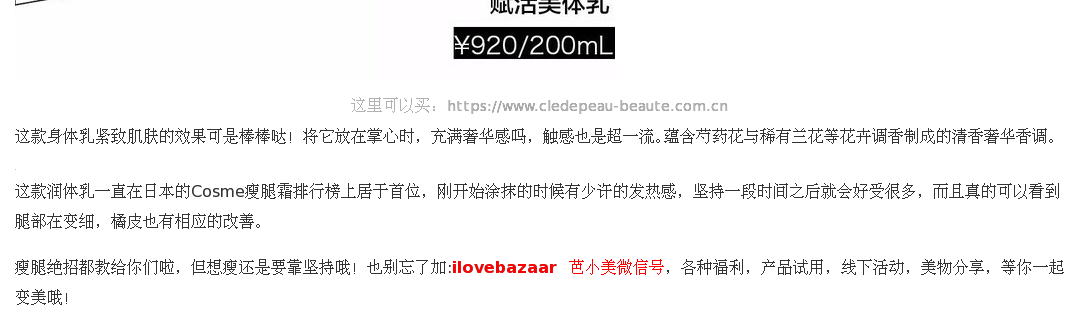 赋活美体乳
¥920/200mL
这里可以买：https://www.cledepeau-beaute.com.cn
这款身体乳紧致肌肤的效果可是棒棒哒！将它放在掌心时，充满奢华感吗，触感也是超一流。蕴含芍药花与稀有兰花等花卉调香制成的清香奢华香调。
这款润体乳一直在日本的Cosme瘦腿霜排行榜上居于首位，刚开始涂抹的时候有少许的发热感，坚持一段时间之后就会好受很多，而且真的可以看到
腿部在变细，橘皮也有相应的改善。
瘦腿绝招都教给你们啦，但想瘦还是要靠坚持哦！也别忘了加:ilovebazaar 芭小美微信号，各种福利，产品试用，线下活动，美物分享，等你一起
变美哦！